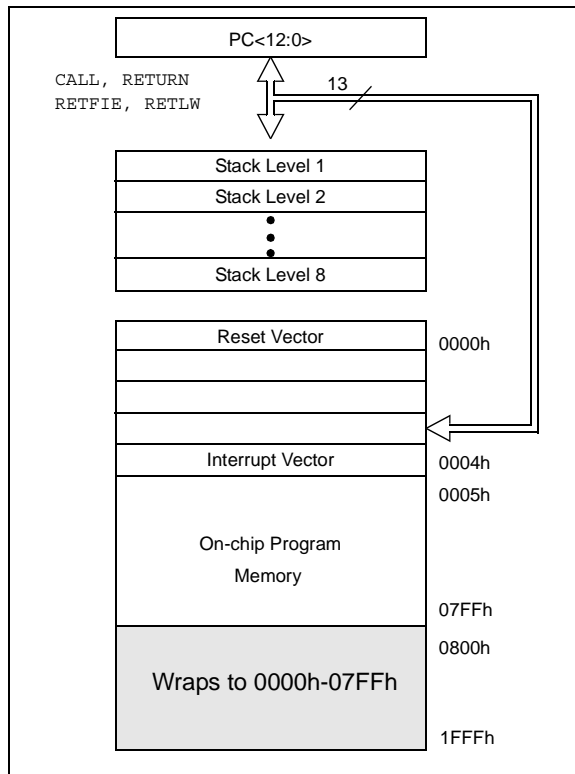 PC<12:0>
CALL, RETURN
RETFIE, RETLW
13
Stack Level 1
Stack Level 2
Stack Level 8
Reset Vector
0000h
Interrupt Vector
0004h
0005h
On-chip Program
Memory
07FFh
0800h
Wraps to 0000h-07FFh
1FFFh